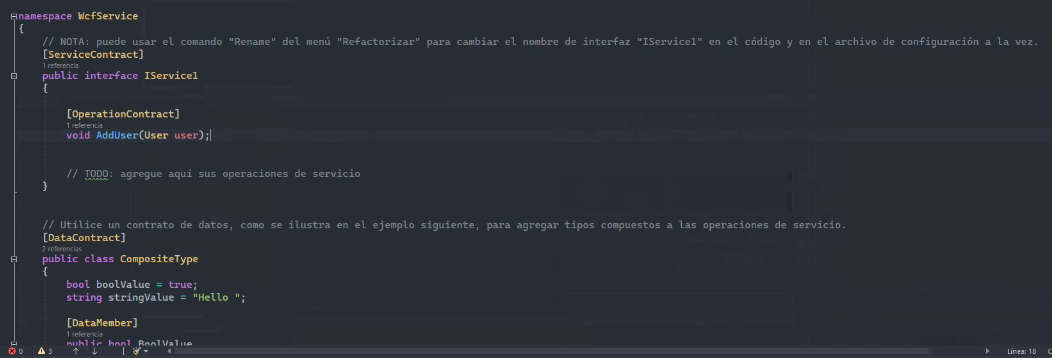 namespace WcfService
{
// NOTA: puede usar el comando "Rename" del menú "Refactorizar" para cambiar el nombre de interfaz "IService1" en el código y en el archivo de configuración a la vez.
[ServiceContract]
1 referencia
public interface IService1
{
[OperationContract]
1 referencia
void AddUser(User user);
// TODO: agregue aquí sus operaciones de servicio
}
// Utilice un contrato de datos, como se ilustra en el ejemplo siguiente, para agregar tipos compuestos a las operaciones de servicio.
[DataContract]
2 referencias
public class CompositeType
{
bool boolValue = true;
string stringValue = "Hello ";
[DataMember]
1 referencia
public bool BoolValue
0 3 Línea: 18